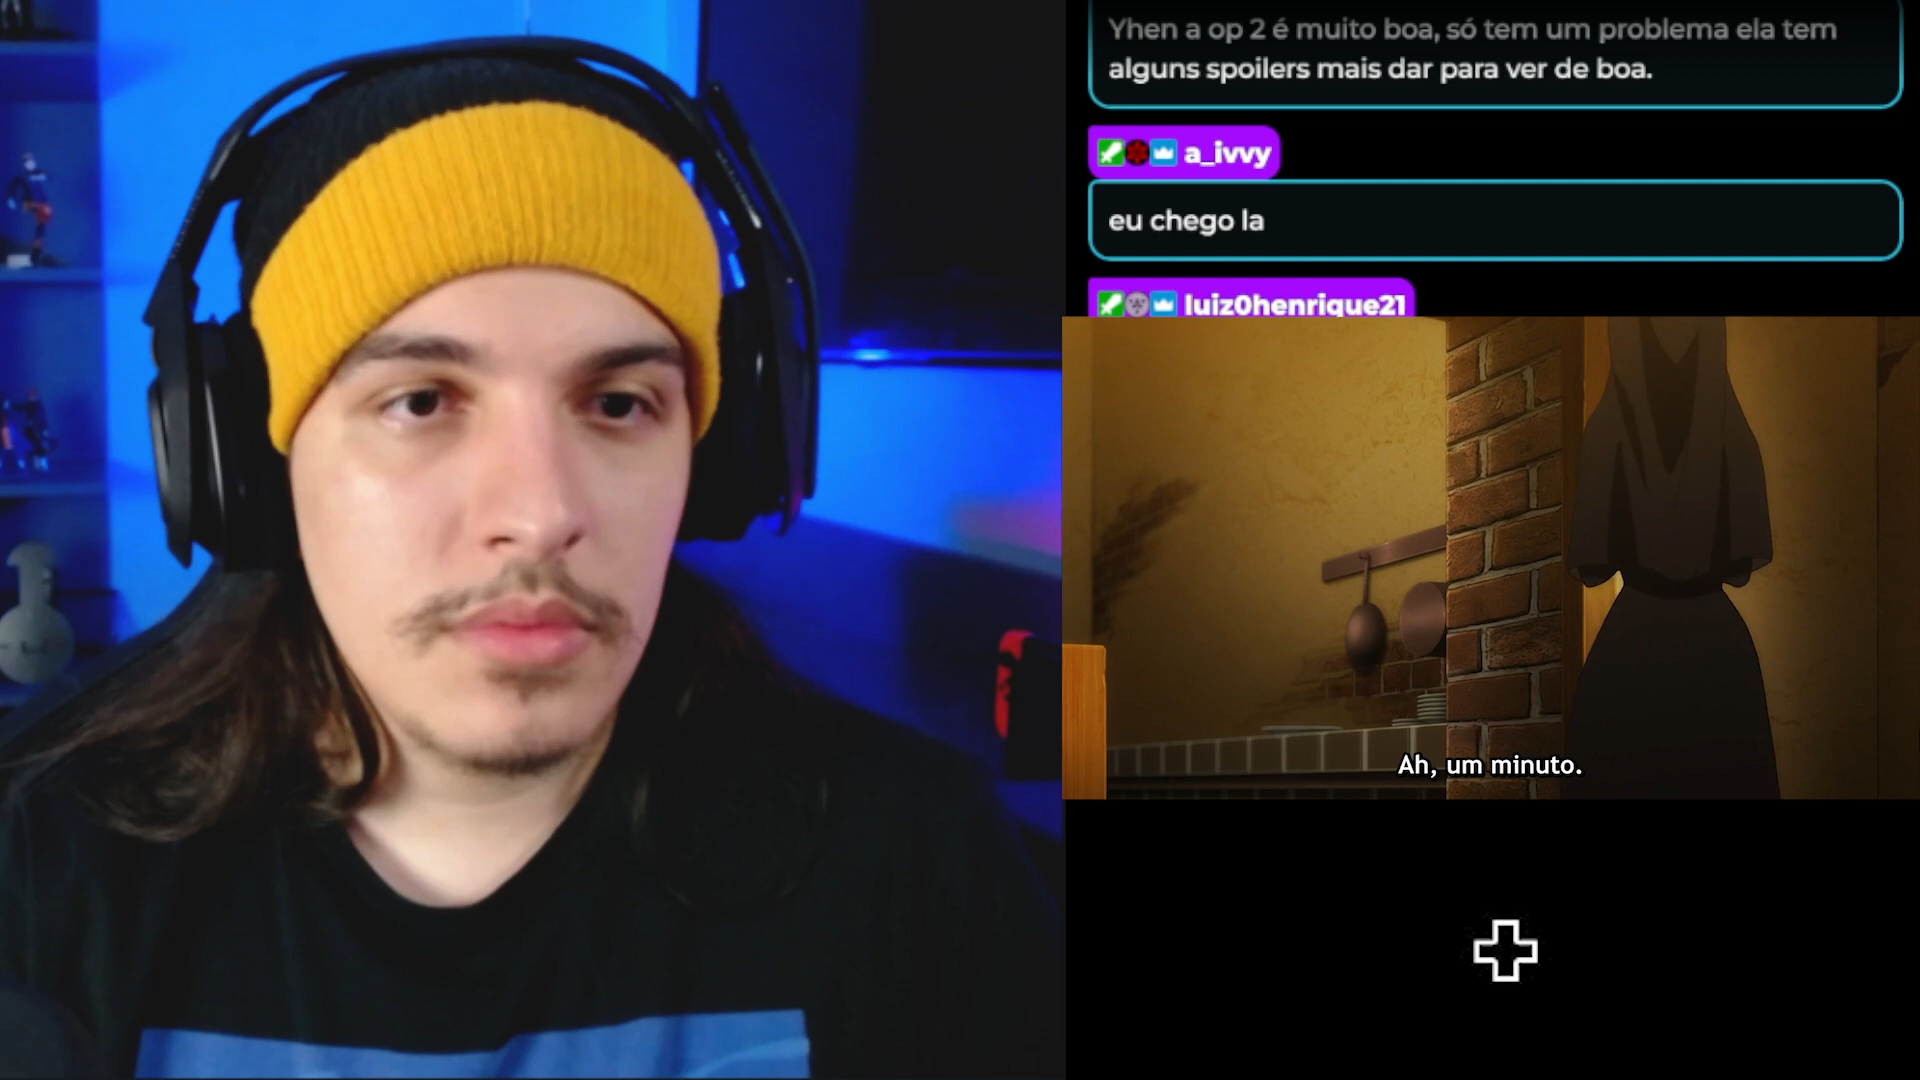 Yhen a op 2 é muito boa, só tem um problema ela tem
alguns spoilers mais dar para ver de boa.
a_ivvy
eu chego la
luiz0henrique21
Ah, um minuto.